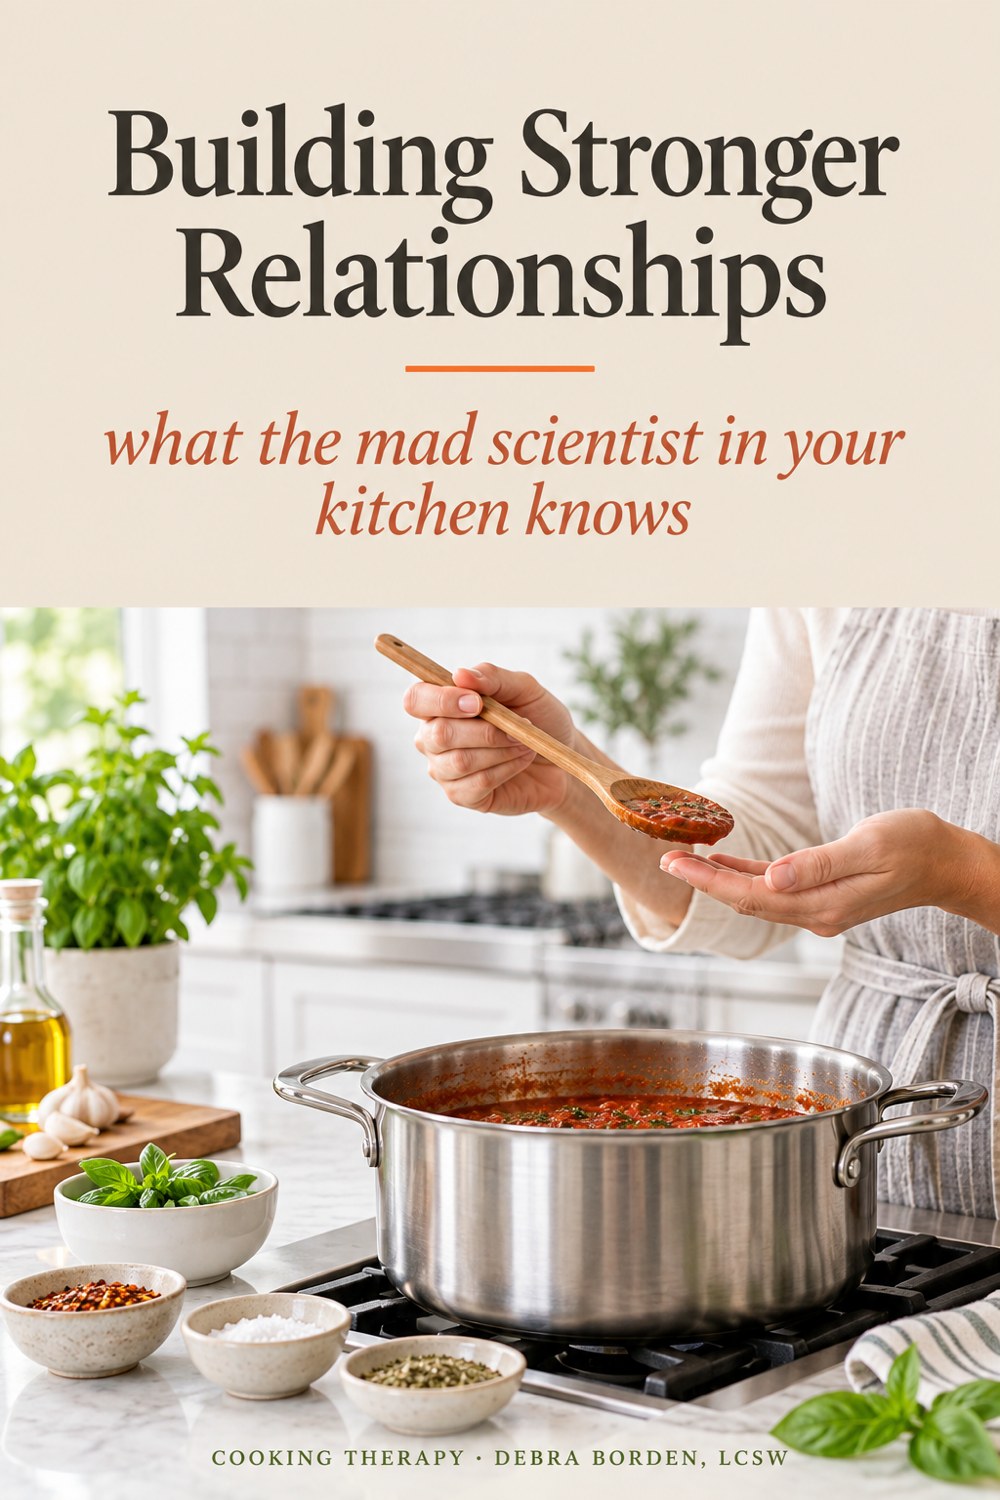 Building Stronger
Relationships
what the mad scientist in your
kitchen knows
COOKING THERAPY · DEBRA BORDEN, LCSW